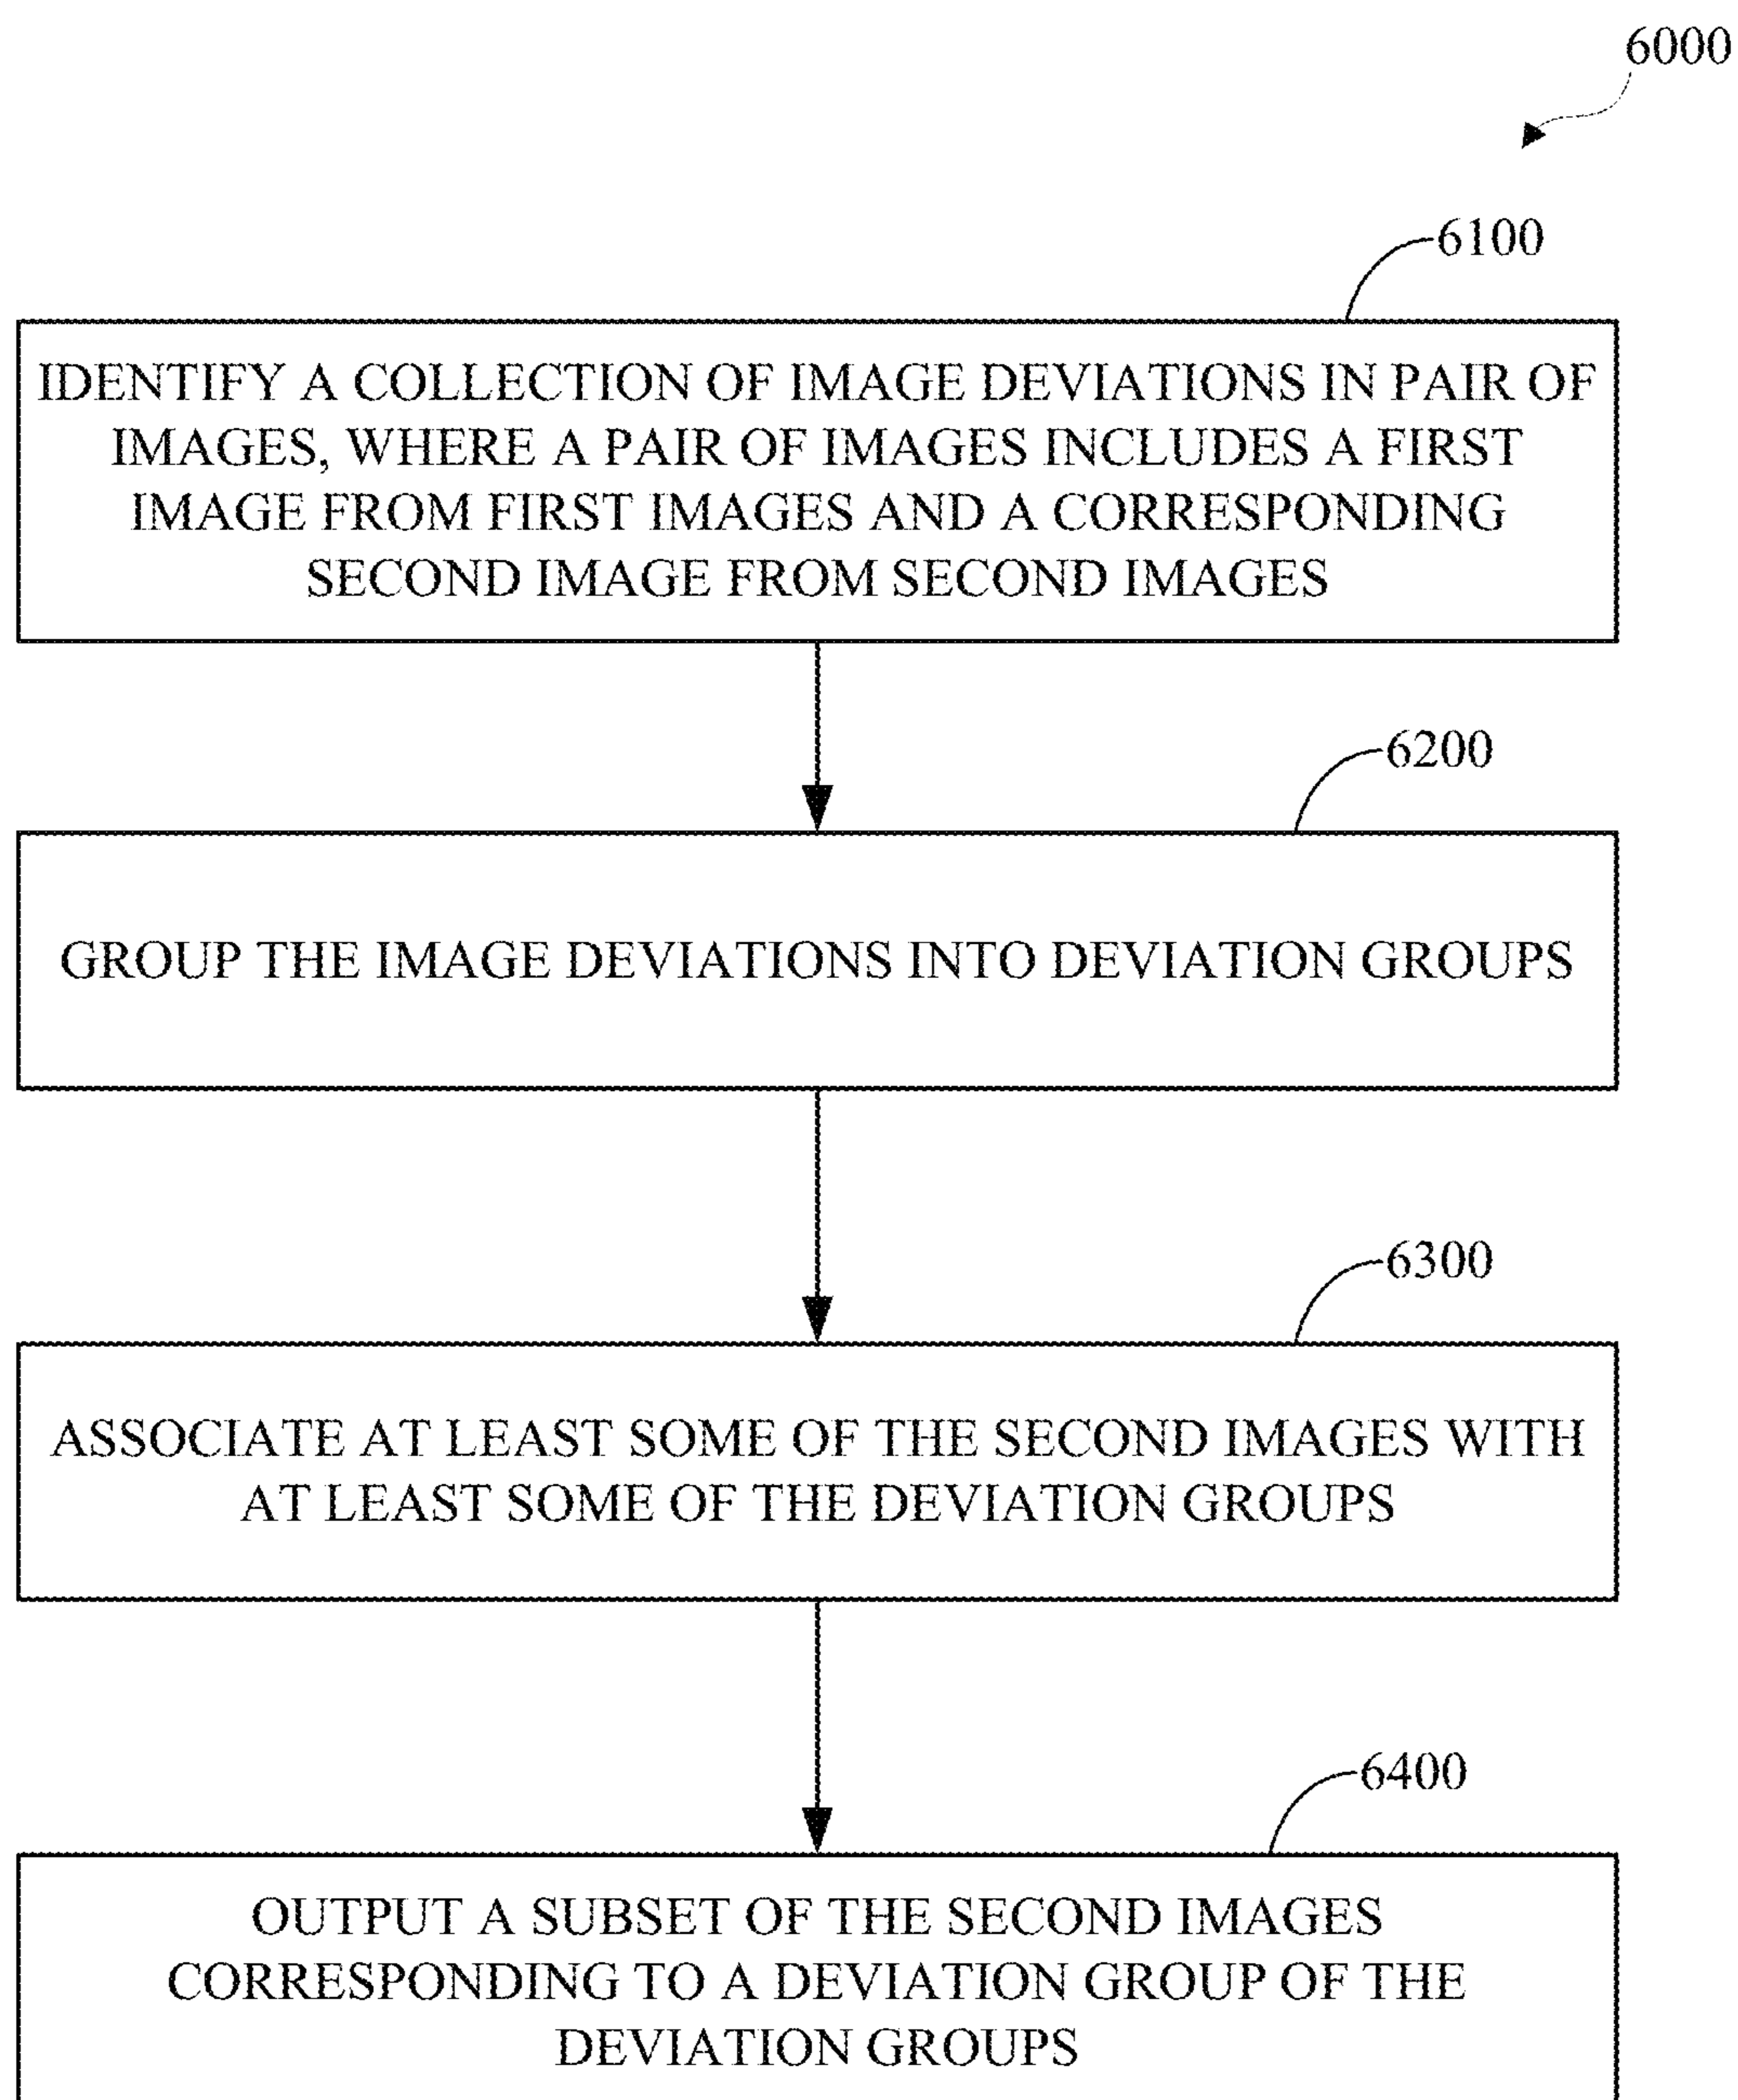 6000
6100
IDENTIFY A COLLECTION OF IMAGE DEVIATIONS IN PAIR OF
IMAGES, WHERE A PAIR OF IMAGES INCLUDES A FIRST
IMAGE FROM FIRST IMAGES AND A CORRESPONDING
SECOND IMAGE FROM SECOND IMAGES
6200
GROUP THE IMAGE DEVIATIONS INTO DEVIATION GROUPS
6300
ASSOCIATE AT LEAST SOME OF THE SECOND IMAGES WITH
AT LEAST SOME OF THE DEVIATION GROUPS
6400
OUTPUT A SUBSET OF THE SECOND IMAGES
CORRESPONDING TO A DEVIATION GROUP OF THE
DEVIATION GROUPS